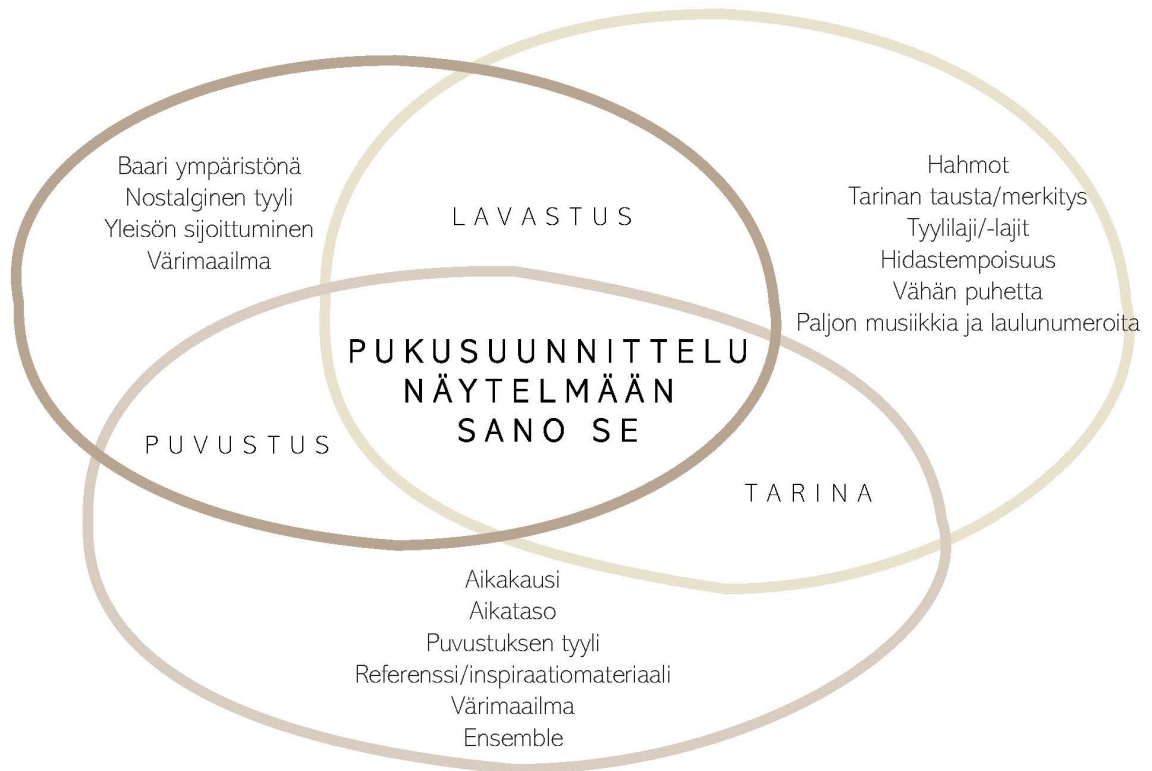 Baari ympäristönä
Nostalginen tyyli
Yleisön sijoittuminen
Värimaailma
LAVASTUS
Hahmot
Tarinan tausta/merkitys
Tyylilaji/-lajit
Hidastempoisuus
Vähän puhetta
Paljon musiikkia ja laulunumeroita
PUKUSUUNNITTELU
NÄYTELMÄÄN
SANO SE
PUVUSTUS
TARINA
Aikakausi
Aikataso
Puvustuksen tyyli
Referenssi/inspiraatiomateriaali
Värimaailma
Ensemble